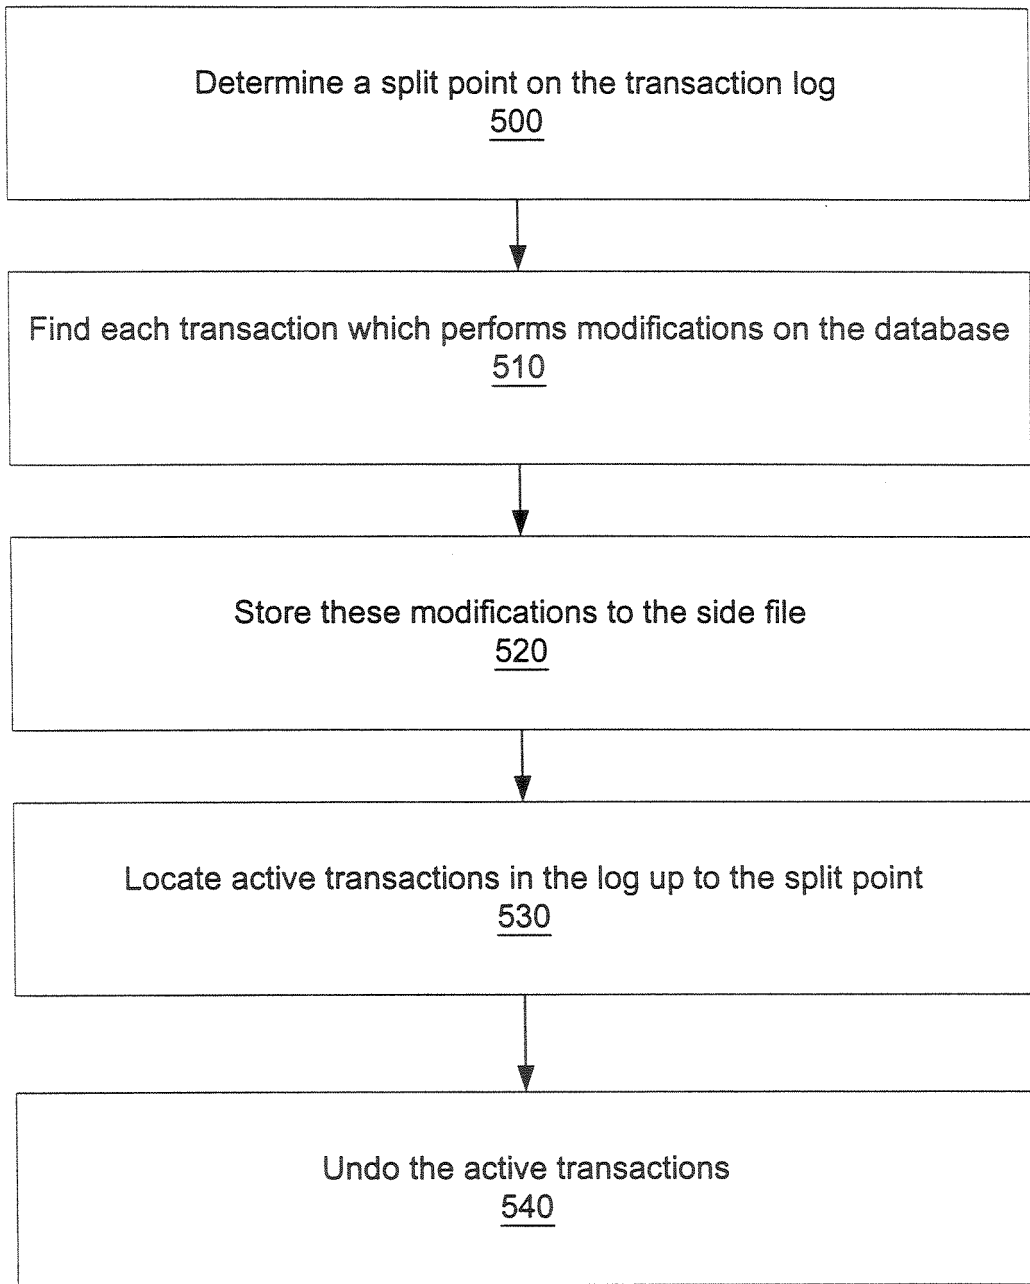 Determine a split point on the transaction log
500
Find each transaction which performs modifications on the database
510
Store these modifications to the side file
520
Locate active transactions in the log up to the split point
530
Undo the active transactions
540